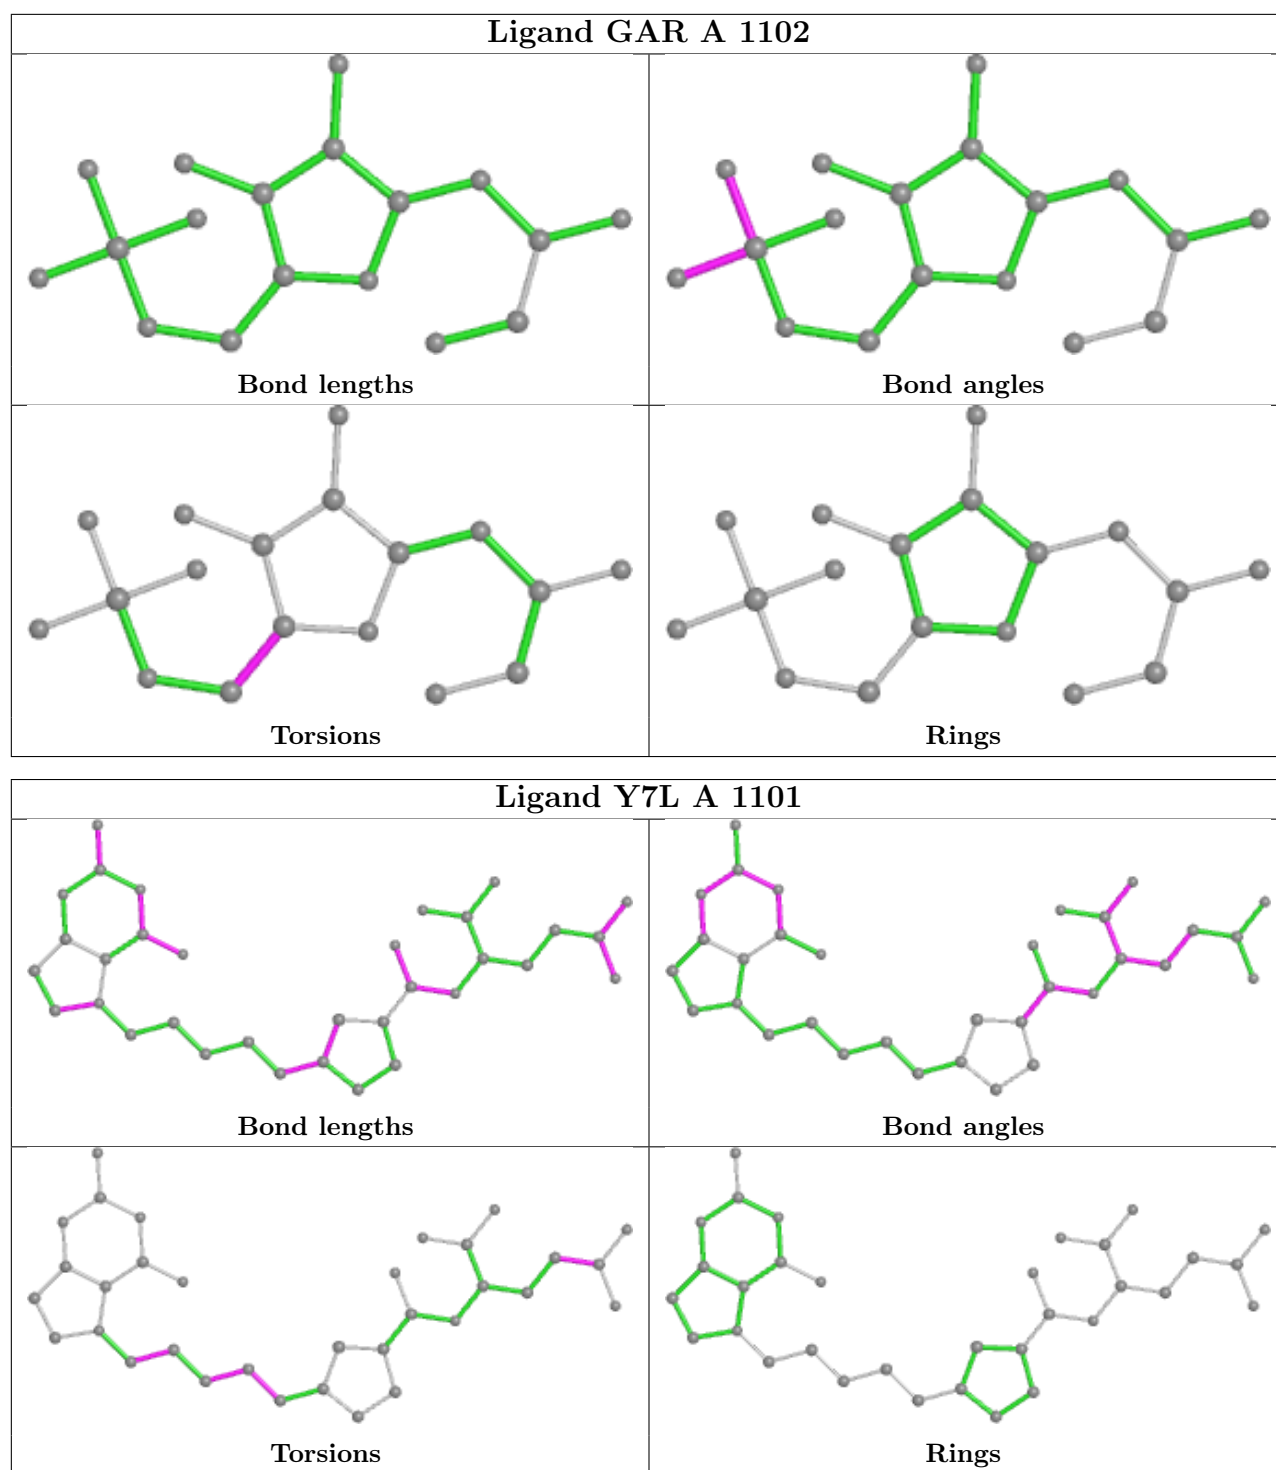 Ligand GAR A 1102
Bond lengths
Bond angles
Torsions
Rings
Ligand Y7L A 1101
Bond lengths
Bond angles
Torsions
Rings